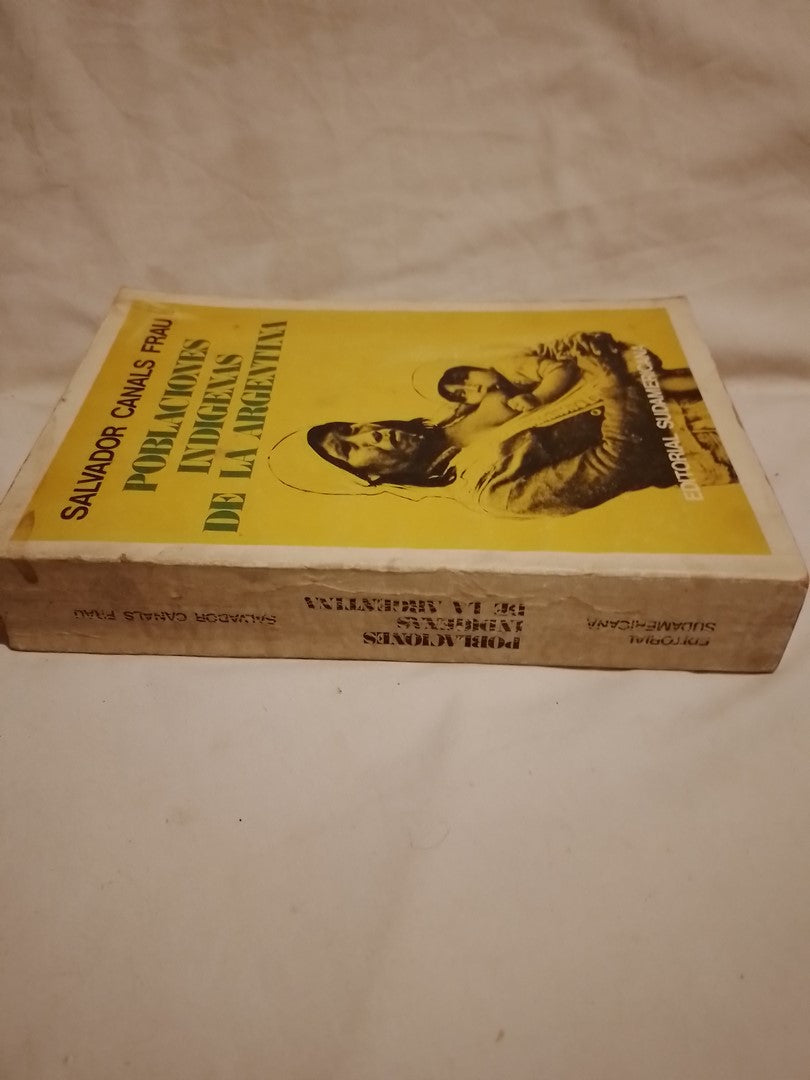 SALVADOR CANALS FRAU
POBLACIONES
INDIGENAS
DE LA ARGENTINA
EDITORIAL SUDAMERICANA
SALVADOR CANALS FRAU
POBLACIONES
INDIGENAS
DE LA ARGENTINA
EDITORIAL
SUDAMERICANA